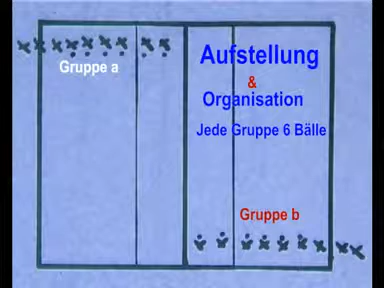 Aufstellung
&
Gruppe a
Organisation
Jede Gruppe 6 Bälle
Gruppe b